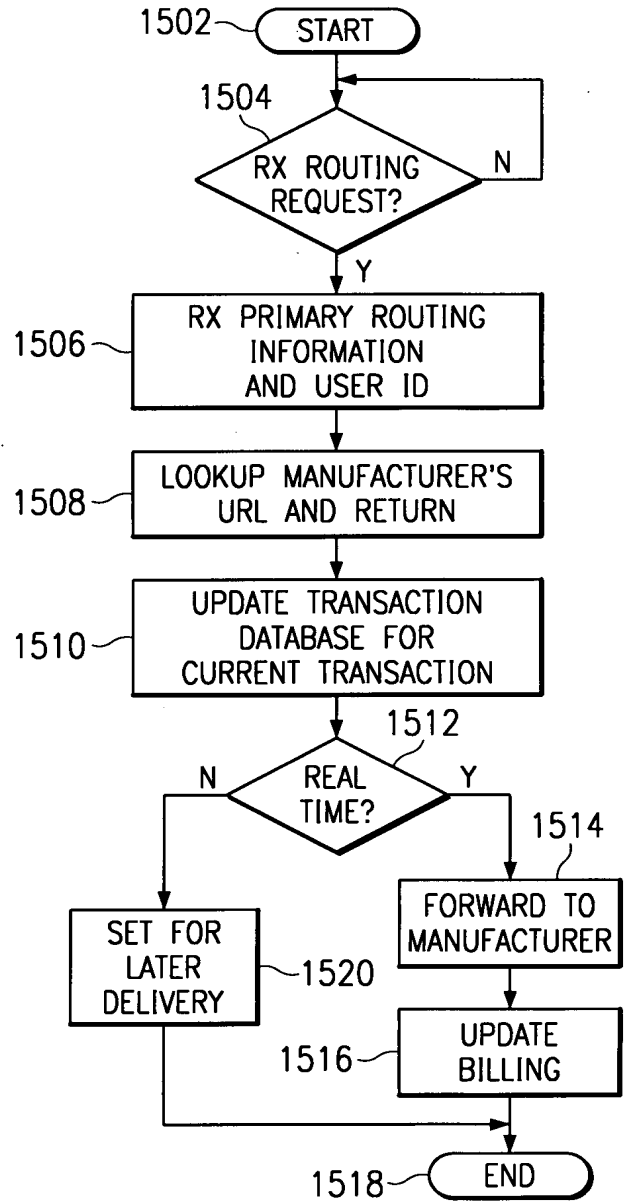 1502
START
1504
RX ROUTING
REQUEST?
N
Y
1506
RX PRIMARY ROUTING
INFORMATION
AND USER ID
1508
LOOKUP MANUFACTURER'S
URL AND RETURN
1510
UPDATE TRANSACTION
DATABASE FOR
CURRENT TRANSACTION
1512
N
REAL
TIME?
Y
1514
FORWARD TO
MANUFACTURER
SET FOR
LATER
DELIVERY
1520
1516
UPDATE
BILLING
1518
END